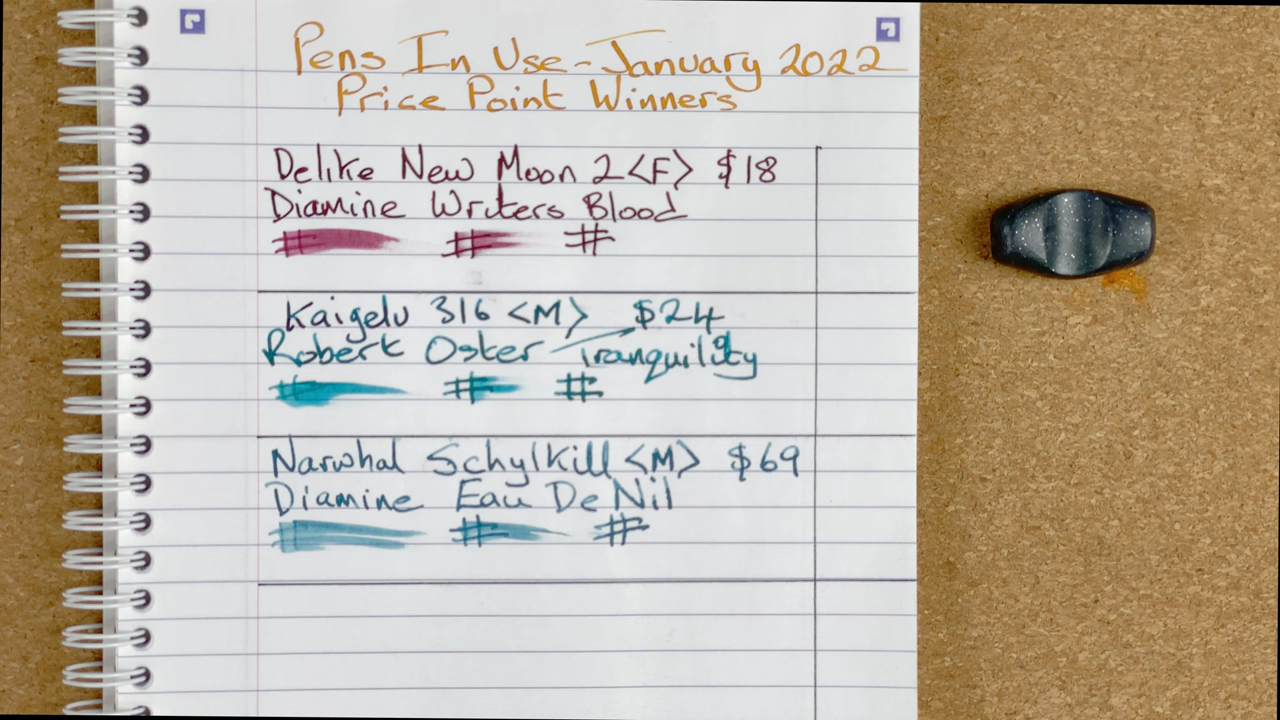 Pens In Use - January 2022
Price Point Winners
Delike New Moon 2 <F> $18
Diamine Writers Blood
# # #
Kaigelu 316 <M> $24
Robert Oster Tranquility
# # #
Narwhal Schylkill <M> $69
Diamine Eau De Nil
# # #